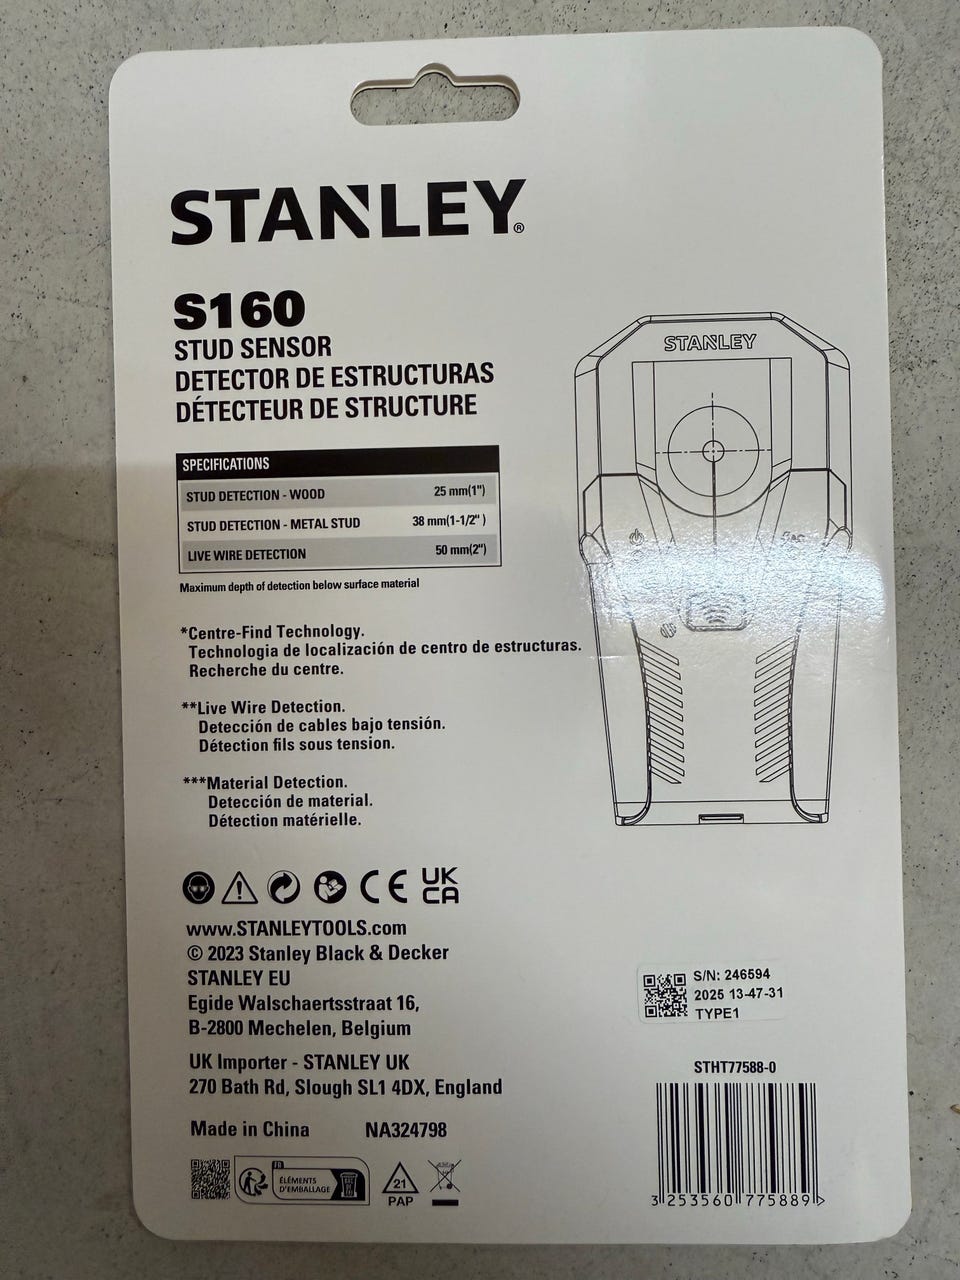 STANLEY®
S160
STUD SENSOR
DETECTOR DE ESTRUCTURAS
DÉTECTEUR DE STRUCTURE
SPECIFICATIONS
STUD DETECTION - WOOD 25 mm(1")
STUD DETECTION - METAL STUD 38 mm(1-1/2" )
LIVE WIRE DETECTION 50 mm(2")
Maximum depth of detection below surface material
STANLEY
*Centre-Find Technology.
Technologia de localización de centro de estructuras.
Recherche du centre.
**Live Wire Detection.
Detección de cables bajo tensión.
Détection fils sous tension.
***Material Detection.
Detección de material.
Détection matérielle.
CE UK CA
www.STANLEYTOOLS.com
© 2023 Stanley Black & Decker
STANLEY EU
Egide Walschaertsstraat 16,
B-2800 Mechelen, Belgium
UK Importer - STANLEY UK
270 Bath Rd, Slough SL1 4DX, England
Made in China NA324798
FR
ÉLÉMENTS
D'EMBALLAGE
21
PAP
S/N: 246594
2025 13-47-31
TYPE1
STHT77588-0
3 253560 775889 >